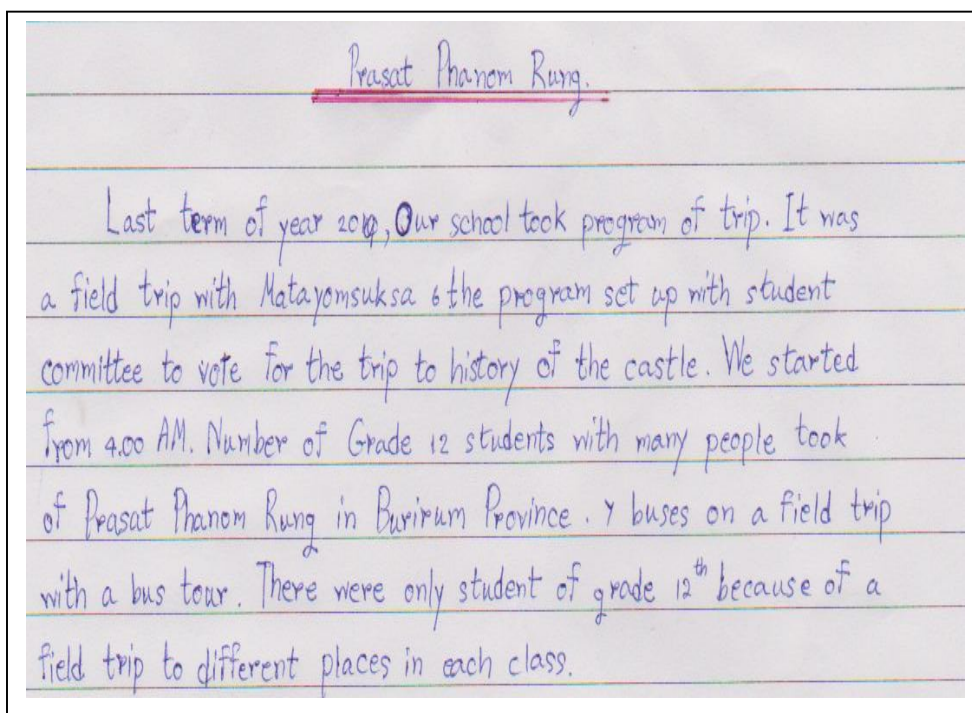 Prasat Phanom Rung.
Last term of year Our school took program of trip. It was
a field trip with Matayomsuksa 6 the program set up with student
committee to vote for the trip to history of the castle. We started
from 4.00 AM. Number of Grade 12 students with many people took
of Prasat Phanom Rung in Burirum Province. 7 buses on a field trip
with a bus tour. There were only student of grade 12th because of a
field trip to different places in each class.